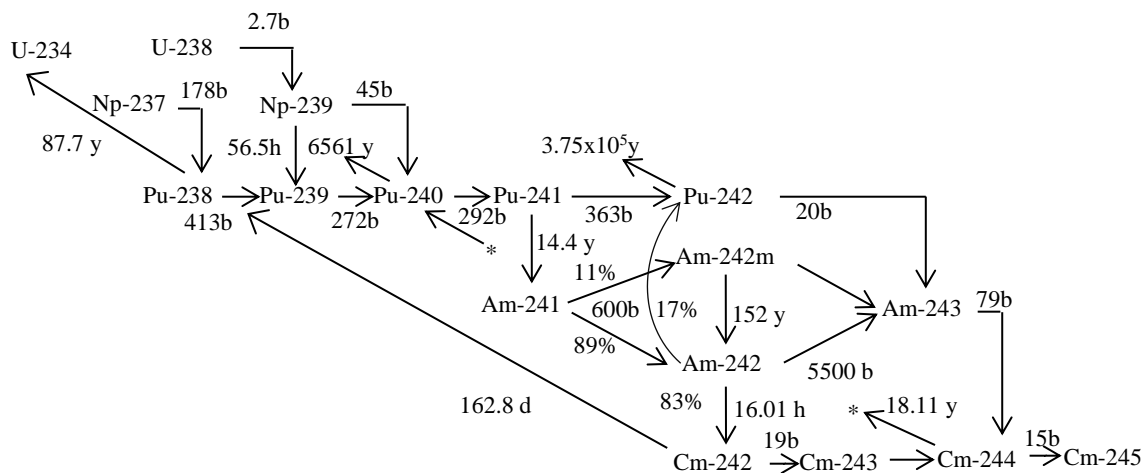 2.7b
U-234 U-238
178b 45b
Np-237 Np-239
87.7 y 56.5h 6561 y 3.75x10⁵y
Pu-238 Pu-239 Pu-240 Pu-241 Pu-242
413b 272b 292b 363b 20b
* 14.4 y
11% Am-242m
Am-241 600b 17% 152 y Am-243 79b
89% Am-242 5500 b
162.8 d 83% 16.01 h * 18.11 y
19b 15b
Cm-242 Cm-243 Cm-244 Cm-245